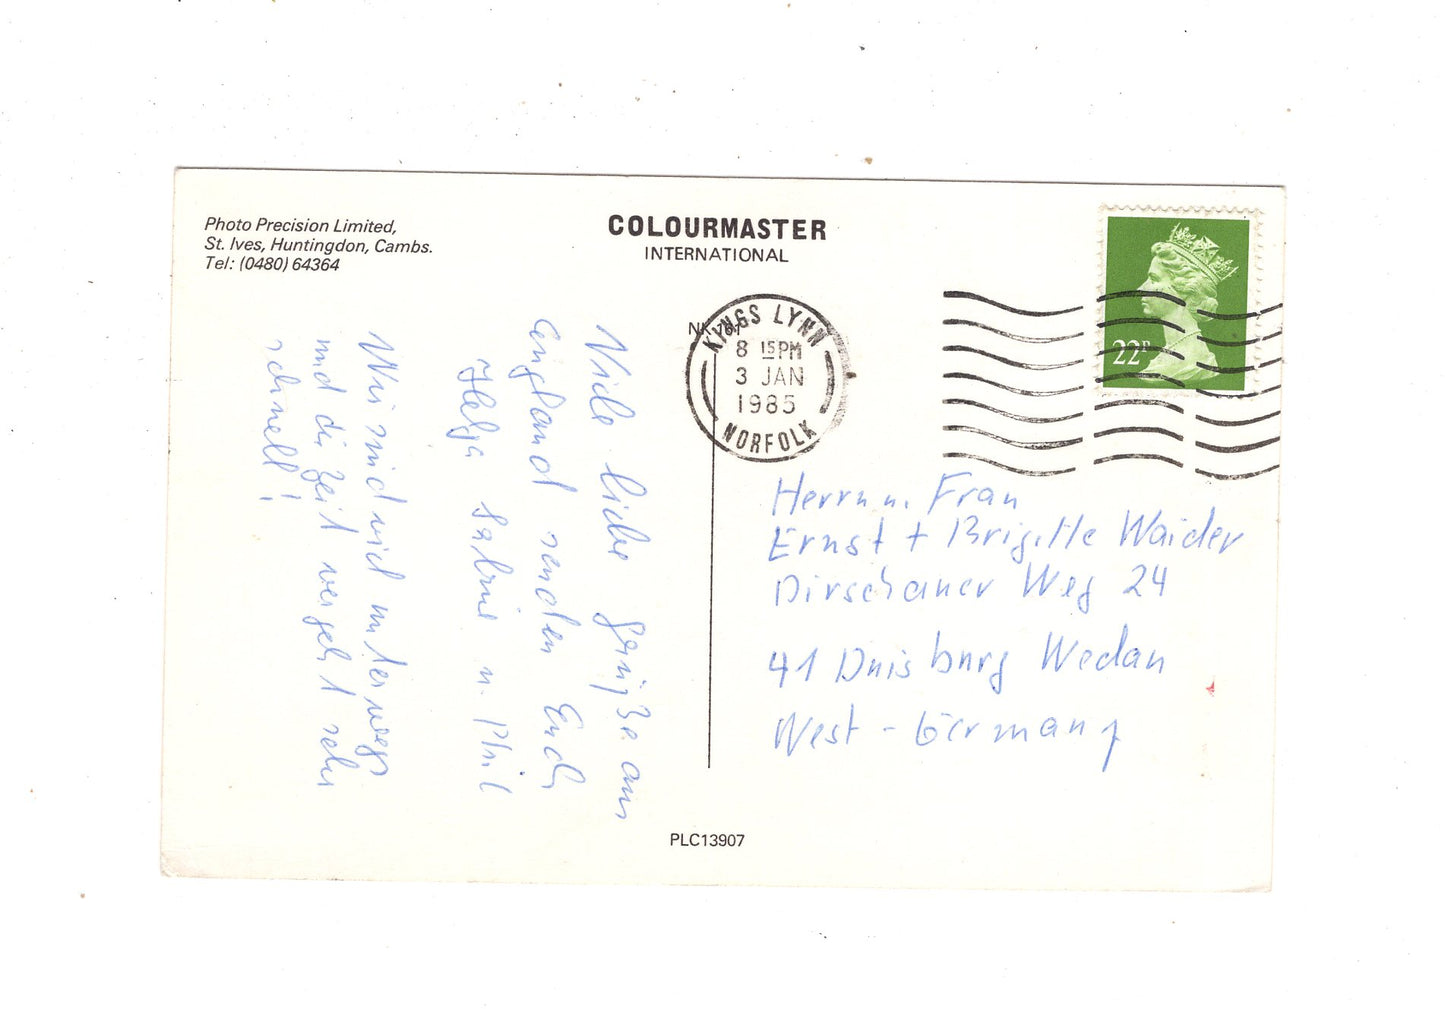 Photo Precision Limited,
St. Ives, Huntingdon, Cambs.
Tel: (0480) 64364
COLOURMASTER
INTERNATIONAL
KINGS LYNN
8 15PM
3 JAN
1985
NORFOLK
22P
Viele liebe Grüße aus
England senden Euch
Helga Sabine u. Phil
Wir sind viel unterwegs
und die Zeit vergeht sehr
schnell!
Herrn u. Frau
Ernst + Brigitte Waider
Dirschauer Weg 24
41 Duisburg Wedau
West-Germany
PLC13907